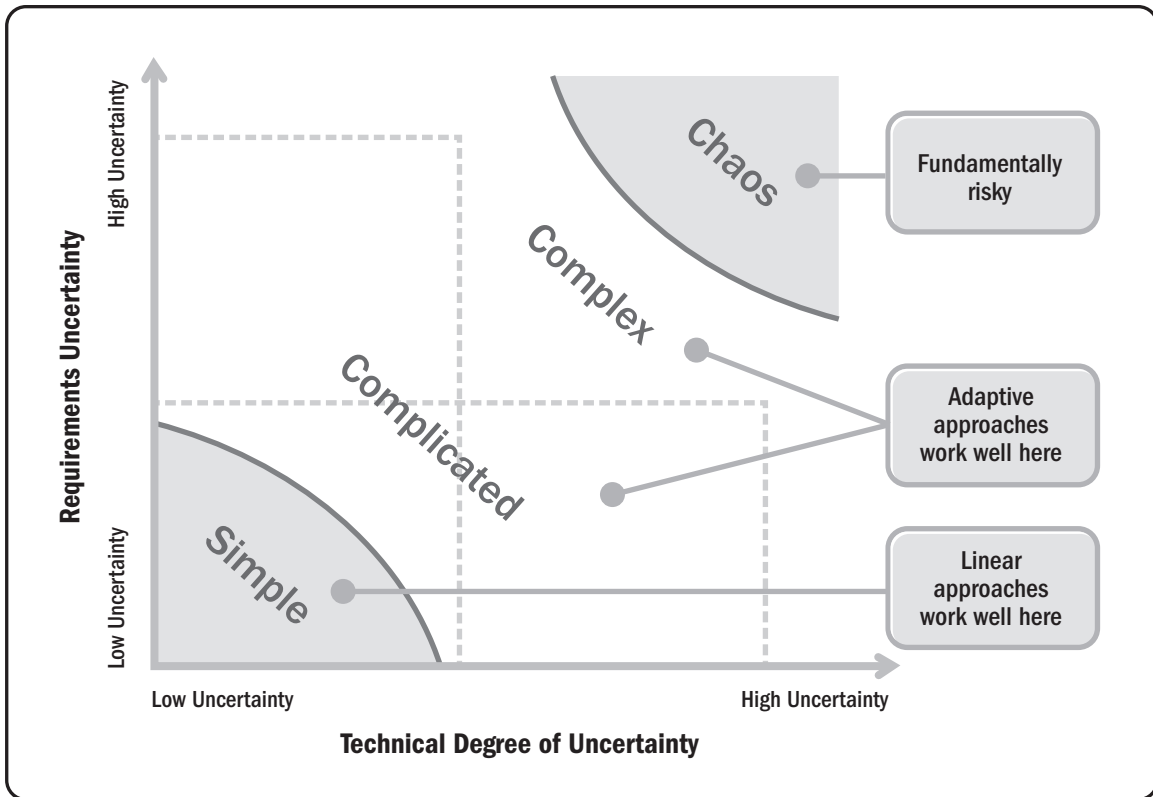 High Uncertainty
Requirements Uncertainty
Low Uncertainty
Chaos
Complex
Complicated
Simple
Fundamentally
risky
Adaptive
approaches
work well here
Linear
approaches
work well here
Low Uncertainty
High Uncertainty
Technical Degree of Uncertainty